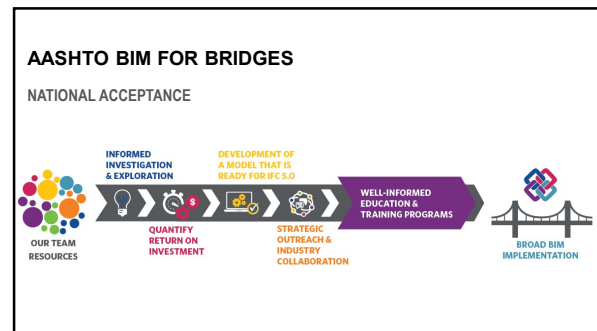 AASHTO BIM FOR BRIDGES
NATIONAL ACCEPTANCE
INFORMED
INVESTIGATION
& EXPLORATION
DEVELOPMENT OF
A MODEL THAT IS
READY FOR IFC 5.0
$
WELL-INFORMED
EDUCATION &
TRAINING PROGRAMS
OUR TEAM
RESOURCES
QUANTIFY
RETURN ON
INVESTMENT
STRATEGIC
OUTREACH &
INDUSTRY
COLLABORATION
BROAD BIM
IMPLEMENTATION